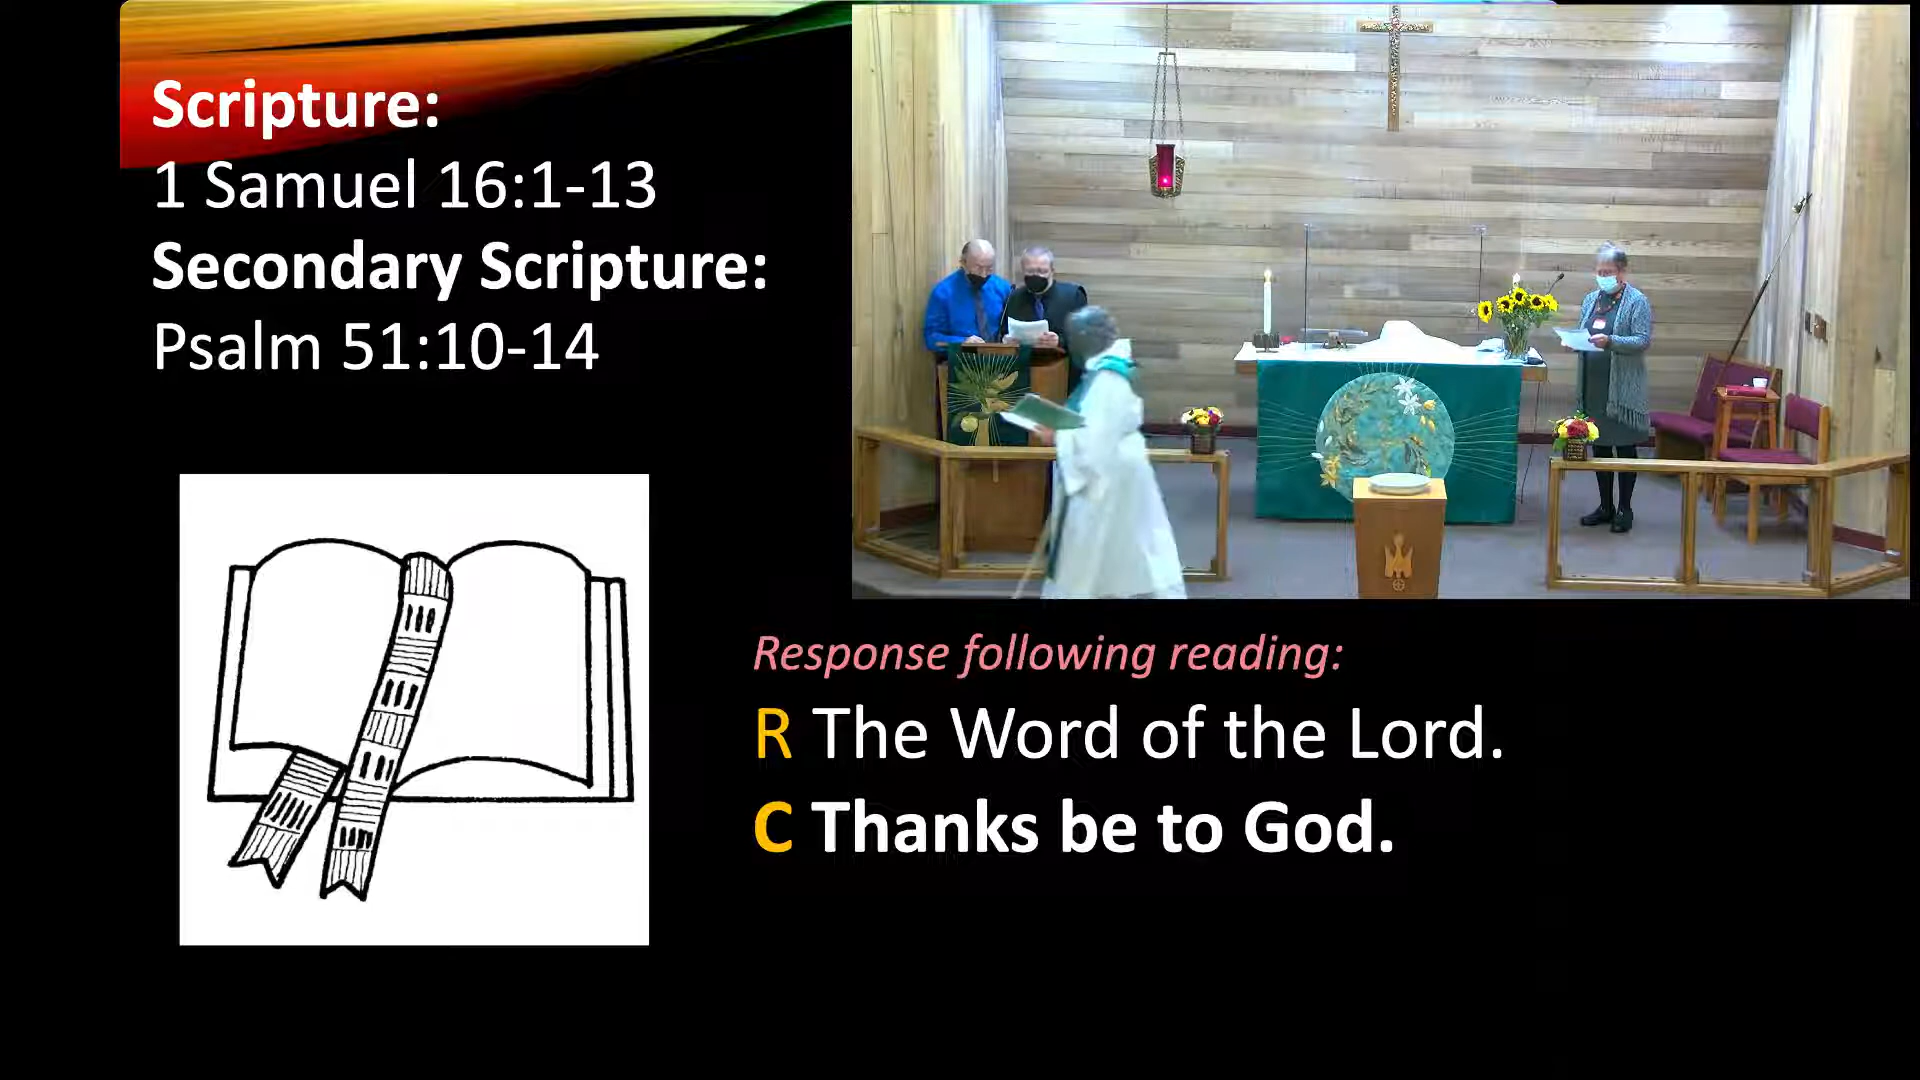 Scripture:
1 Samuel 16:1-13
Secondary Scripture:
Psalm 51:10-14
Response following reading:
R The Word of the Lord.
C Thanks be to God.